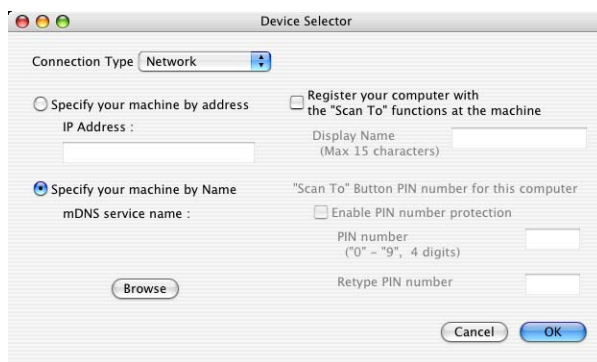 Device Selector
Connection Type Network
Specify your machine by address
IP Address :
Specify your machine by Name
mDNS service name :
Browse
Register your computer with
the "Scan To" functions at the machine
Display Name
(Max 15 characters)
"Scan To" Button PIN number for this computer
Enable PIN number protection
PIN number
("0" – "9", 4 digits)
Retype PIN number
Cancel OK